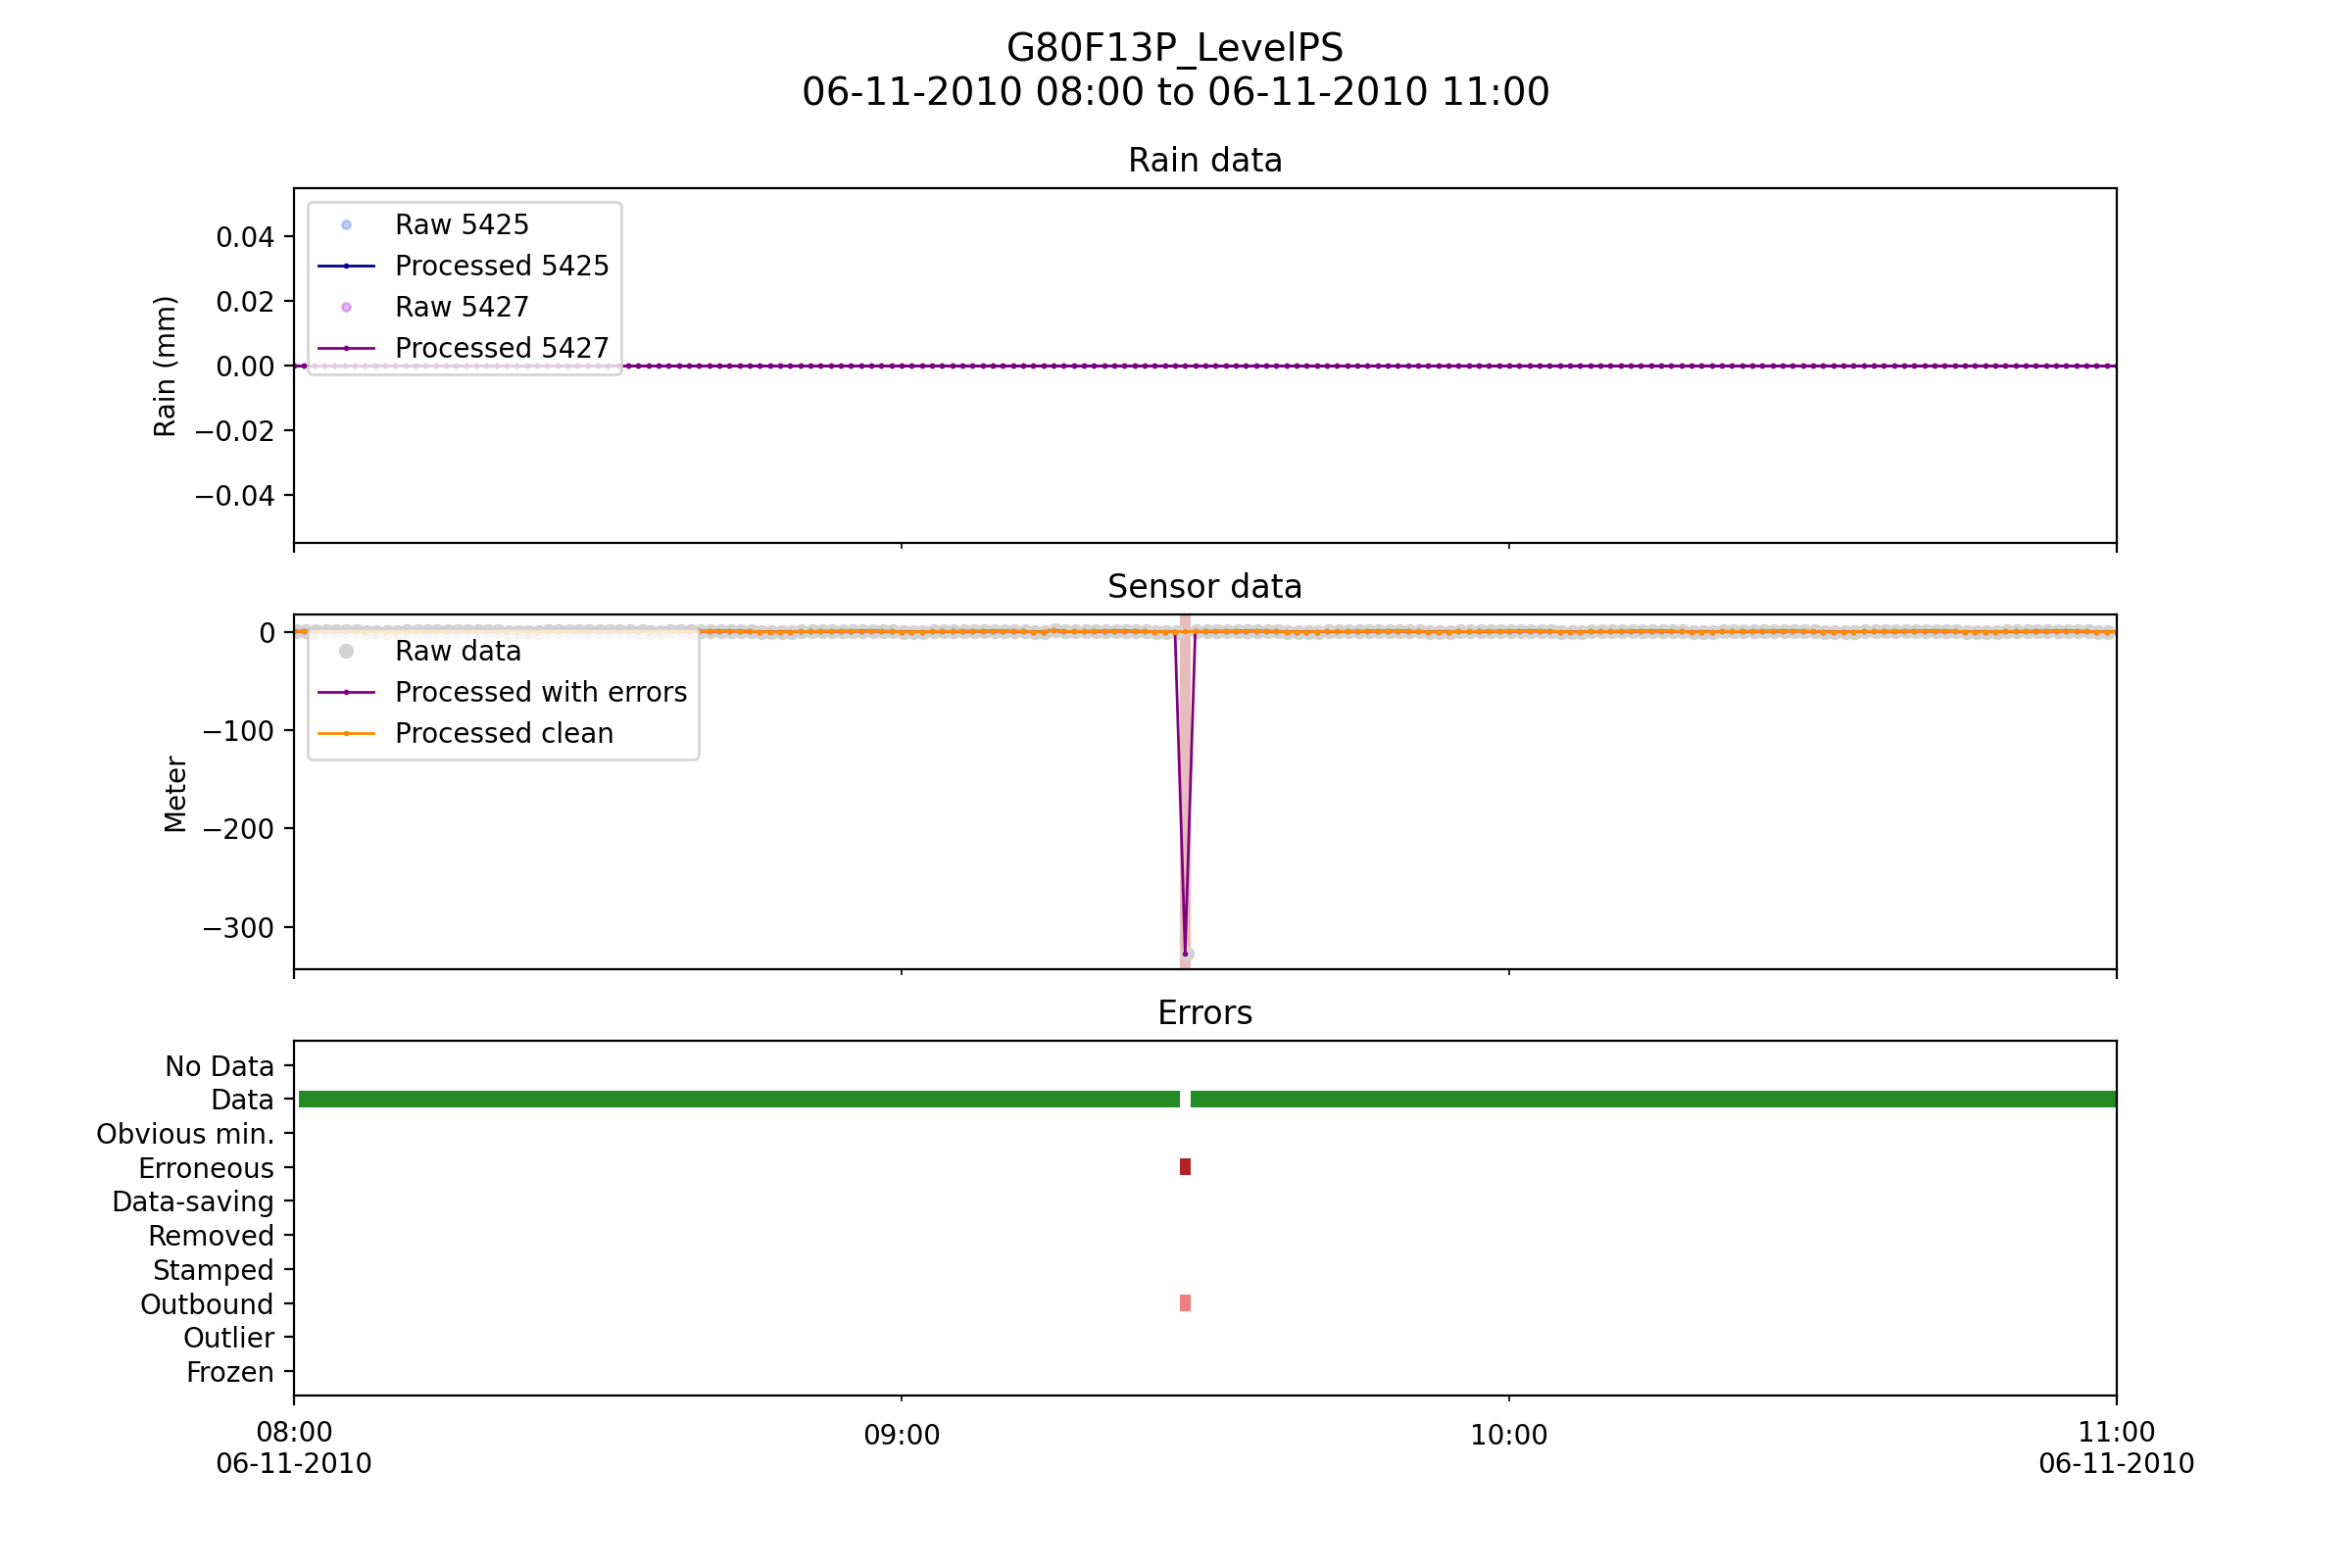 G80F13P_LevelPS
06-11-2010 08:00 to 06-11-2010 11:00
Rain data
Raw 5425
Processed 5425
Raw 5427
Processed 5427
Rain (mm)
0.04
0.02
0.00
−0.02
−0.04
Sensor data
Raw data
Processed with errors
Processed clean
Meter
0
−100
−200
−300
Errors
No Data
Data
Obvious min.
Erroneous
Data-saving
Removed
Stamped
Outbound
Outlier
Frozen
08:00
06-11-2010
09:00
10:00
11:00
06-11-2010